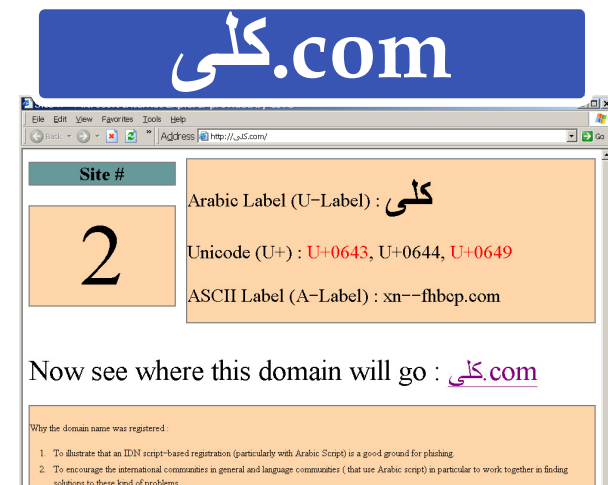 كلى.com
File Edit View Favorites Tools Help
Back » Address http://كلى.com/ Go
Site #
2
Arabic Label (U-Label) : كلى
Unicode (U+) : U+0643, U+0644, U+0649
ASCII Label (A-Label) : xn--fhbcp.com
Now see where this domain will go : كلى.com
Why the domain name was registered :
1. To illustrate that an IDN script-based registration (particularly with Arabic Script) is a good ground for phishing.
2. To encourage the international communities in general and language communities ( that use Arabic script) in particular to work together in finding
solutions to these kind of problems.